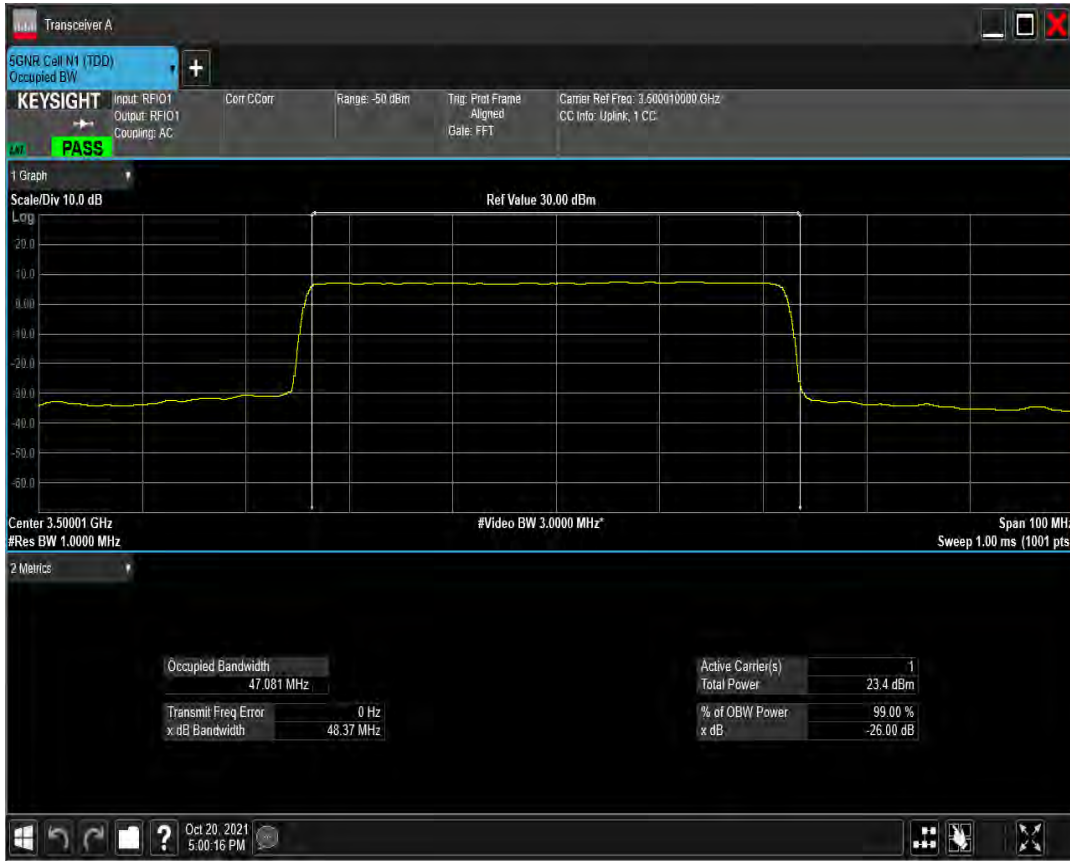 Transceiver A
5GNR Cell N1 (TDD)
Occupied BW
+
KEYSIGHT
Input: RFIO1
Output: RFIO1
Coupling: AC
Corr CCorr
Range: -50 dBm
Trig: Prot Frame
Aligned
Gate: FFT
Carrier Ref Freq: 3.500010000 GHz
CC Info: Uplink, 1 CC
PASS
1 Graph
Scale/Div 10.0 dB
Ref Value 30.00 dBm
Log
20.0
10.0
0.00
-10.0
-20.0
-30.0
-40.0
-50.0
-60.0
Center 3.50001 GHz
#Video BW 3.0000 MHz*
Span 100 MHz
#Res BW 1.0000 MHz
Sweep 1.00 ms (1001 pts
2 Metrics
Occupied Bandwidth
47.081 MHz
Transmit Freq Error 0 Hz
x dB Bandwidth 48.37 MHz
Active Carrier(s) 1
Total Power 23.4 dBm
% of OBW Power 99.00 %
x dB -26.00 dB
?
Oct 20, 2021
5:00:16 PM